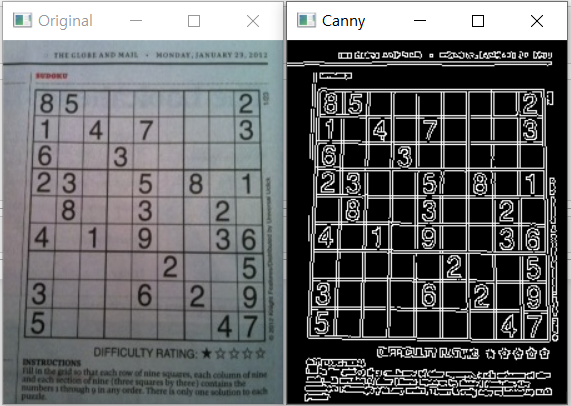 Original
THE GLOBE AND MAIL • MONDAY, JANUARY 23, 2012
SUDOKU
8 5 2
1 4 7 3
6 3
2 3 5 8 1
8 3 2
4 1 9 3 6
2 5
3 6 2 9
5 4 7
© 2012 Knight Features/Distributed by Universal Uclick
DIFFICULTY RATING: ★☆☆☆☆
INSTRUCTIONS
Fill in the grid so that each row of nine squares, each column of nine
and each section of nine (three squares by three) contains the
numbers 1 through 9 in any order. There is only one solution to each
puzzle.
Canny
8 5 2
1 4 7 3
6 3
2 3 5 8 1
8 3 2
4 1 9 3 6
2 5
3 6 2 9
5 4 7
DIFFICULTY RATING: